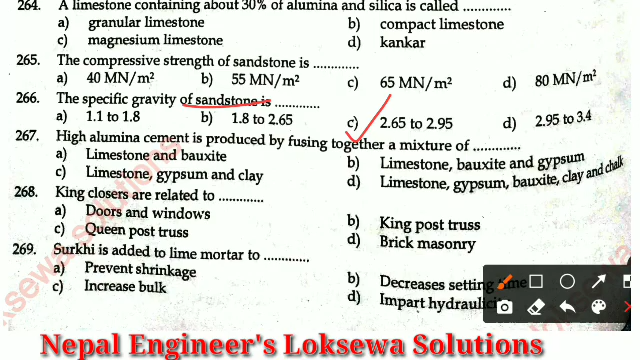 264. A limestone containing about 30% of alumina and silica is called .............
a) granular limestone b) compact limestone
c) magnesium limestone d) kankar
265. The compressive strength of sandstone is ............
a) 40 MN/m² b) 55 MN/m² c) 65 MN/m² d) 80 MN/m²
266. The specific gravity of sandstone is ............
a) 1.1 to 1.8 b) 1.8 to 2.65 c) 2.65 to 2.95 d) 2.95 to 3.4
267. High alumina cement is produced by fusing together a mixture of .............
a) Limestone and bauxite b) Limestone, bauxite and gypsum
c) Limestone, gypsum and clay d) Limestone, gypsum, bauxite, clay and chalk
268. King closers are related to ............
a) Doors and windows b) King post truss
c) Queen post truss d) Brick masonry
269. Surkhi is added to lime mortar to ............
a) Prevent shrinkage b) Decreases setting time
c) Increase bulk d) Impart
Nepal Engineer's Loksewa Solutions